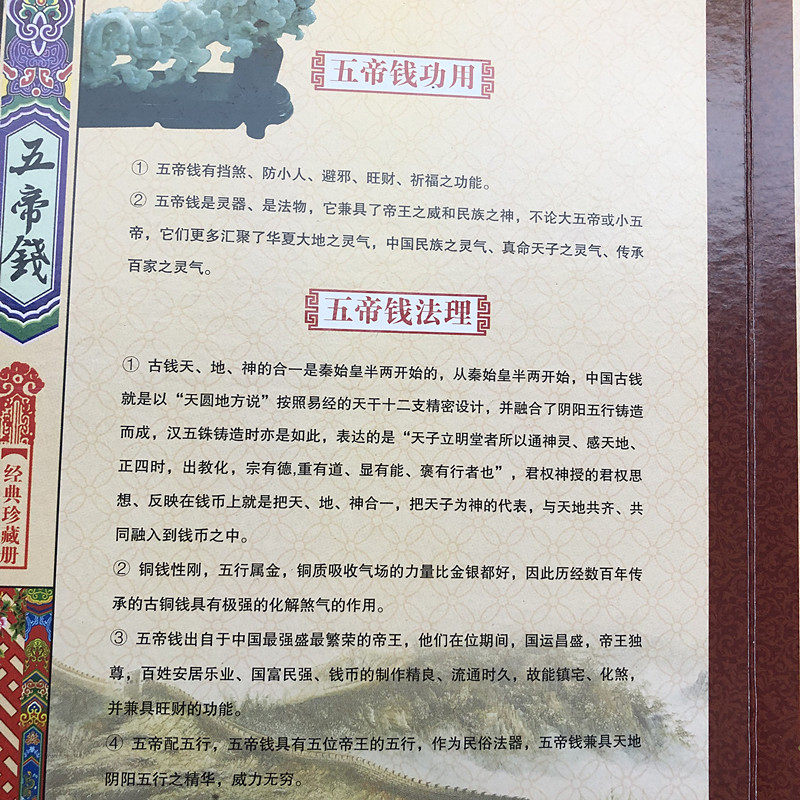 五帝錢
经典珍藏册
五帝钱功用
① 五帝钱有挡煞、防小人、避邪、旺财、祈福之功能。
② 五帝钱是灵器、是法物，它兼具了帝王之威和民族之神，不论大五帝或小五
帝，它们更多汇聚了华夏大地之灵气，中国民族之灵气、真命天子之灵气、传承
百家之灵气。
五帝钱法理
① 古钱天、地、神的合一是秦始皇半两开始的，从秦始皇半两开始，中国古钱
就是以“天圆地方说”按照易经的天干十二支精密设计，并融合了阴阳五行铸造
而成，汉五铢铸造时亦是如此，表达的是“天子立明堂者所以通神灵、感天地、
正四时，出教化，宗有德,重有道、显有能、褒有行者也”，君权神授的君权思
想、反映在钱币上就是把天、地、神合一，把天子为神的代表，与天地共齐、共
同融入到钱币之中。
② 铜钱性刚，五行属金，铜质吸收气场的力量比金银都好，因此历经数百年传
承的古铜钱具有极强的化解煞气的作用。
③ 五帝钱出自于中国最强盛最繁荣的帝王，他们在位期间，国运昌盛，帝王独
尊，百姓安居乐业、国富民强、钱币的制作精良、流通时久，故能镇宅、化煞，
并兼具旺财的功能。
④ 五帝配五行，五帝钱具有五位帝王的五行，作为民俗法器，五帝钱兼具天地
阴阳五行之精华，威力无穷。